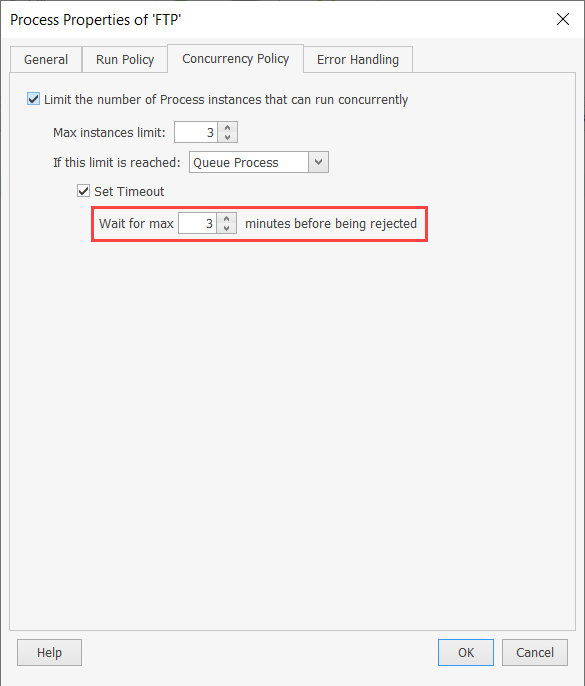 Process Properties of 'FTP'
General Run Policy Concurrency Policy Error Handling
Limit the number of Process instances that can run concurrently
Max instances limit: 3
If this limit is reached: Queue Process
Set Timeout
Wait for max 3 minutes before being rejected
Help OK Cancel